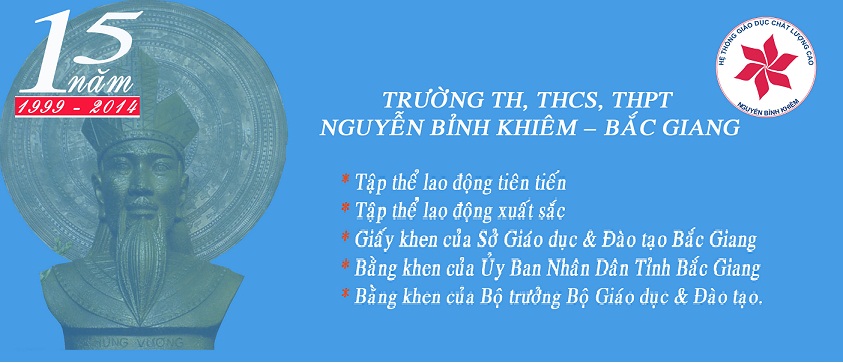 15
năm
1999 - 2014
HỆ THỐNG GIÁO DỤC CHẤT LƯỢNG CAO
NGUYỄN BỈNH KHIÊM
TRƯỜNG TH, THCS, THPT
NGUYỄN BỈNH KHIÊM – BẮC GIANG
* Tập thể lao động tiên tiến
* Tập thể lao động xuất sắc
* Giấy khen của Sở Giáo dục & Đào tạo Bắc Giang
* Bằng khen của Ủy Ban Nhân Dân Tỉnh Bắc Giang
* Bằng khen của Bộ trưởng Bộ Giáo dục & Đào tạo.
HÙNG VƯƠNG